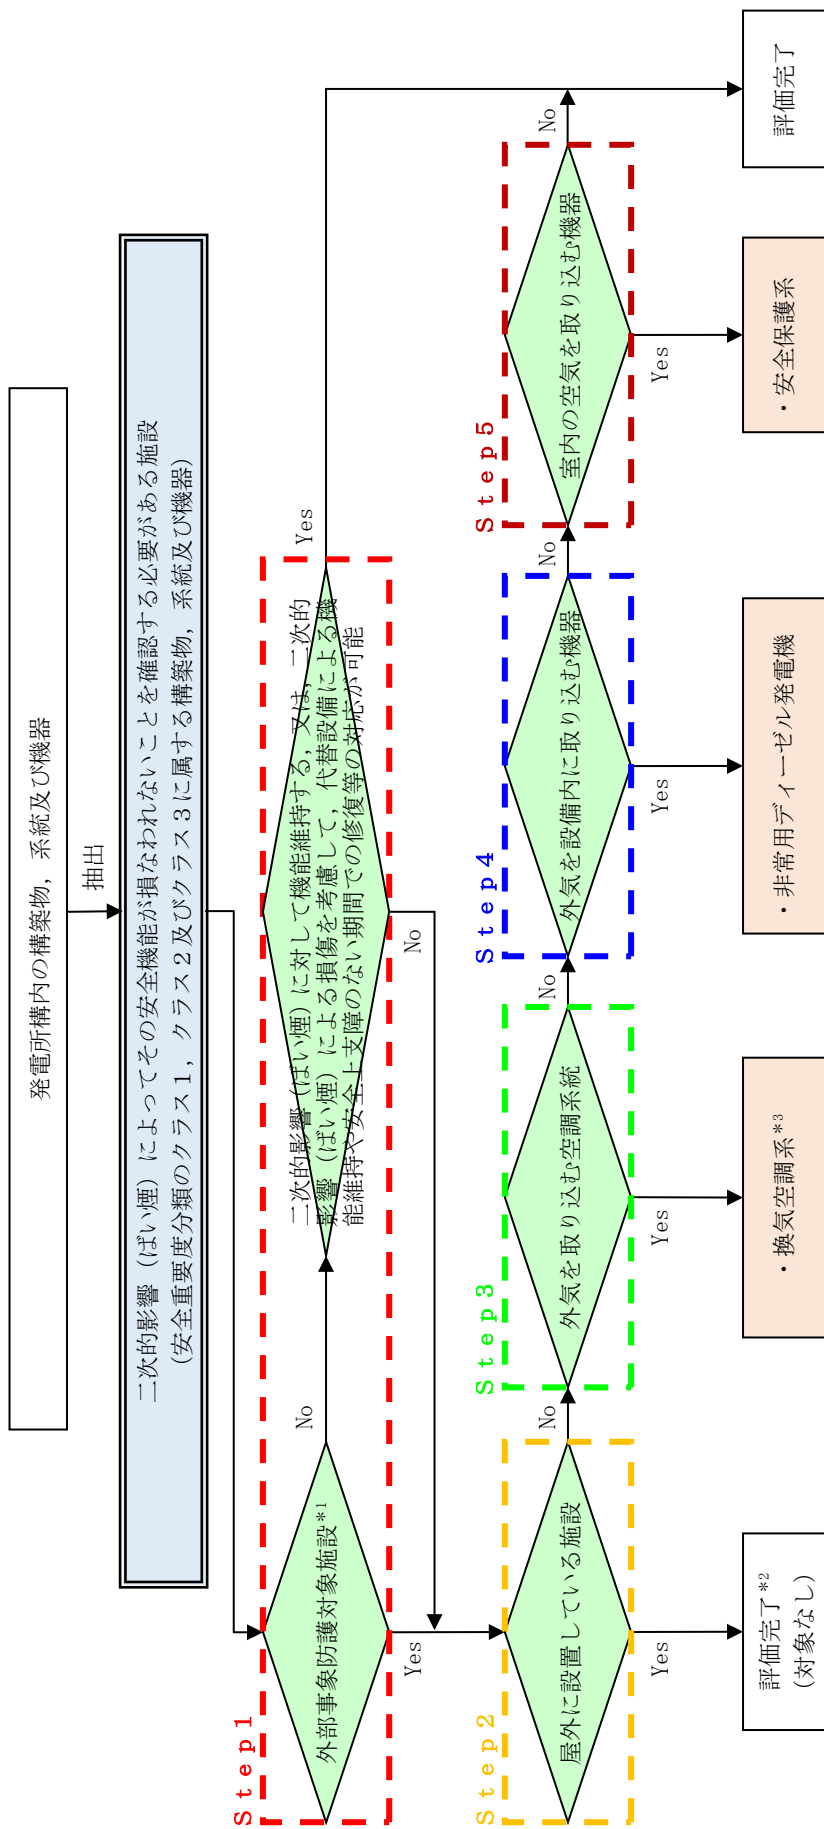 発電所構内の構築物，系統及び機器
抽出
二次的影響（ばい煙）によってその安全機能が損なわれないことを確認する必要がある施設
（安全重要度分類のクラス１，クラス２及びクラス３に属する構築物，系統及び機器）
Step1
外部事象防護対象施設*1
No
二次的影響（ばい煙）に対して機能維持する，又は，二次的
影響（ばい煙）による損傷を考慮して，代替設備による機
能維持や安全上支障のない期間での修復等の対応が可能
Yes
Yes
No
Step2
屋外に設置している施設
No
Step3
外気を取り込む空調系統
No
Step4
外気を設備内に取り込む機器
No
Step5
室内の空気を取り込む機器
No
Yes
Yes
Yes
Yes
評価完了*2
（対象なし）
・換気空調系*3
・非常用ディーゼル発電機
・安全保護系
評価完了